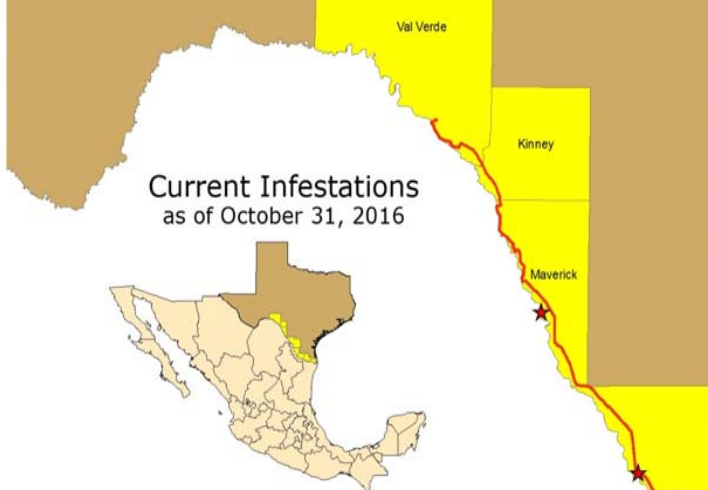 Val Verde
Kinney
Current Infestations
as of October 31, 2016
Maverick